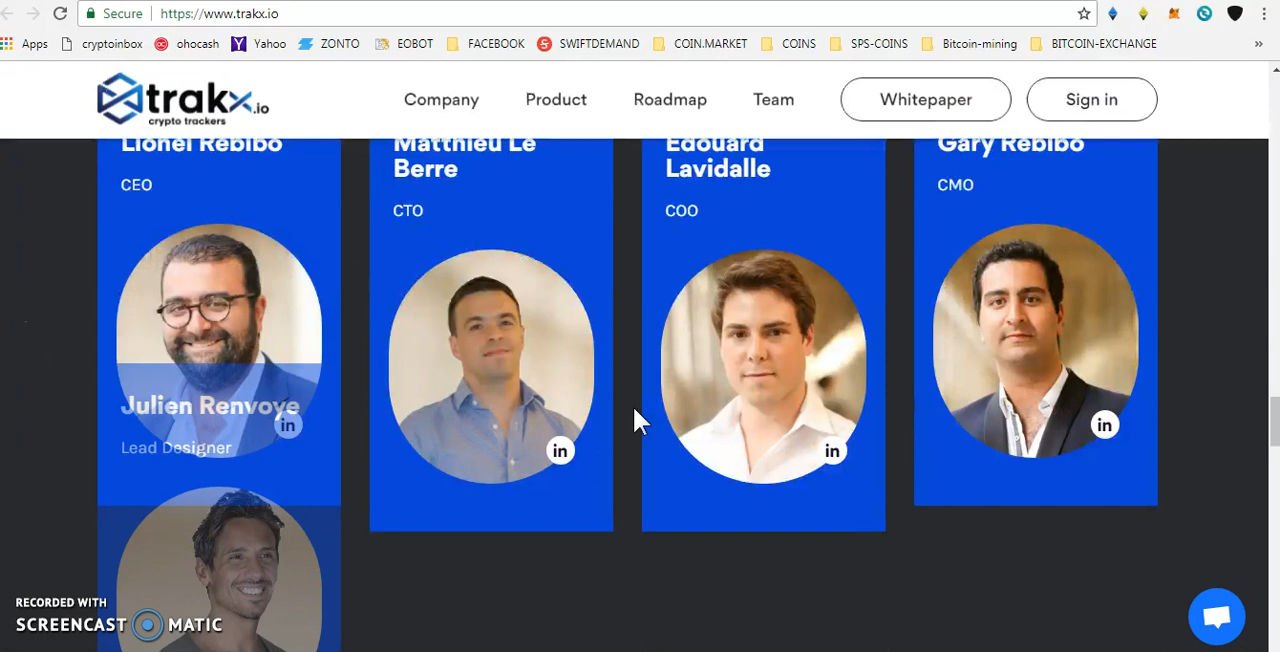 Secure https://www.trakx.io
Apps cryptoinbox ohocash Yahoo ZONTO EOBOT FACEBOOK SWIFTDEMAND COIN.MARKET COINS SPS-COINS Bitcoin-mining BITCOIN-EXCHANGE »
trakx.io
crypto trackers
Company Product Roadmap Team Whitepaper Sign in
Lionel Rebibo
CEO
Matthieu Le
Berre
CTO
Edouard
Lavidalle
COO
Gary Rebibo
CMO
in
in
in
in
Julien Renvoye
Lead Designer
RECORDED WITH
SCREENCAST MATIC